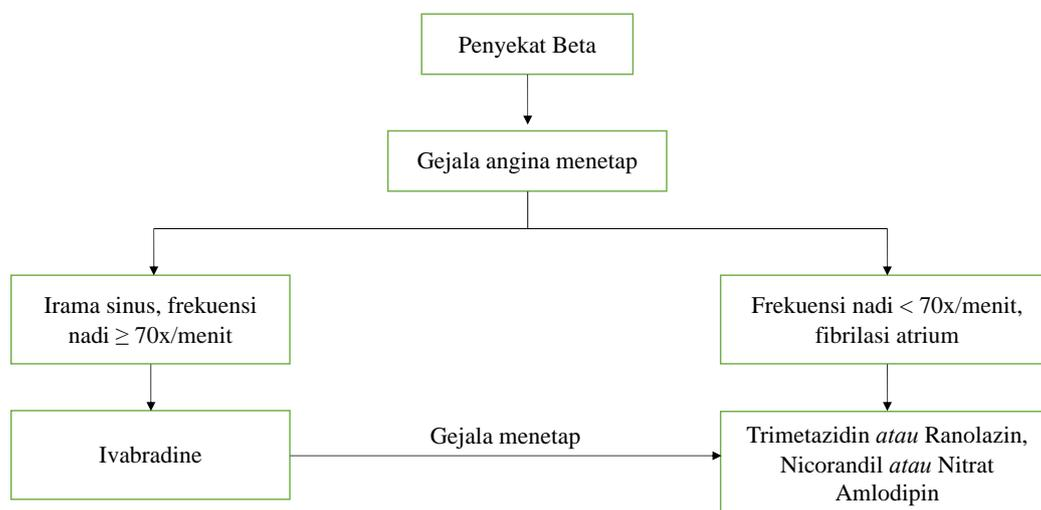 Penyekat Beta
Gejala angina menetap
Irama sinus, frekuensi
nadi ≥ 70x/menit
Frekuensi nadi < 70x/menit,
fibrilasi atrium
Ivabradine
Gejala menetap
Trimetazidin atau Ranolazin,
Nicorandil atau Nitrat
Amlodipin